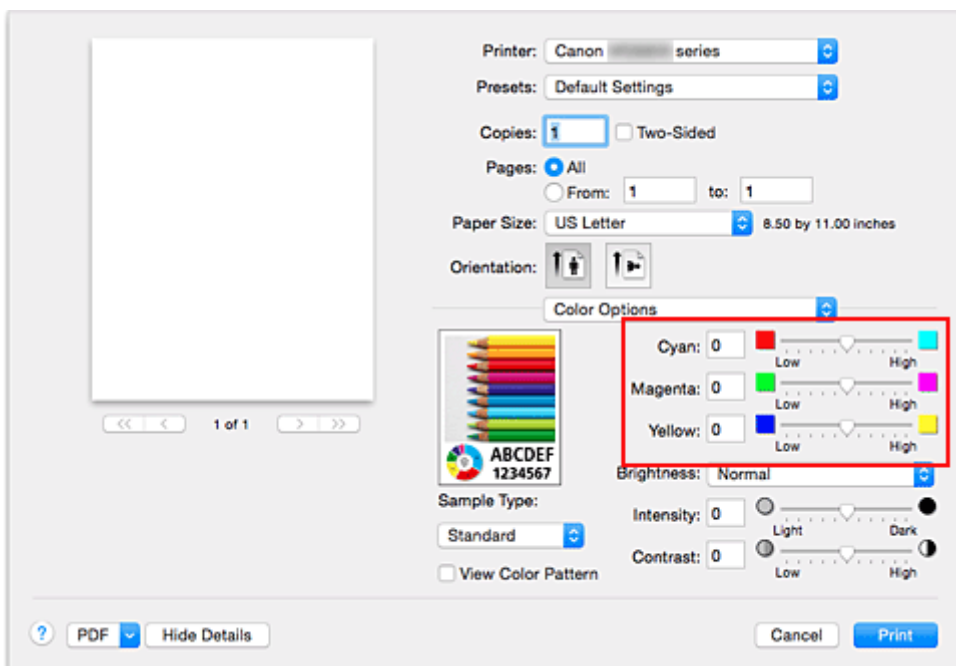 Printer: Canon series
Presets: Default Settings
Copies: 1 Two-Sided
Pages: All
From: 1 to: 1
Paper Size: US Letter 8.50 by 11.00 inches
Orientation:
Color Options
Cyan: 0
Low High
Magenta: 0
Low High
Yellow: 0
Low High
1 of 1
ABCDEF
1234567
Brightness: Normal
Sample Type:
Intensity: 0
Light Dark
Standard
Contrast: 0
Low High
View Color Pattern
? PDF Hide Details Cancel Print